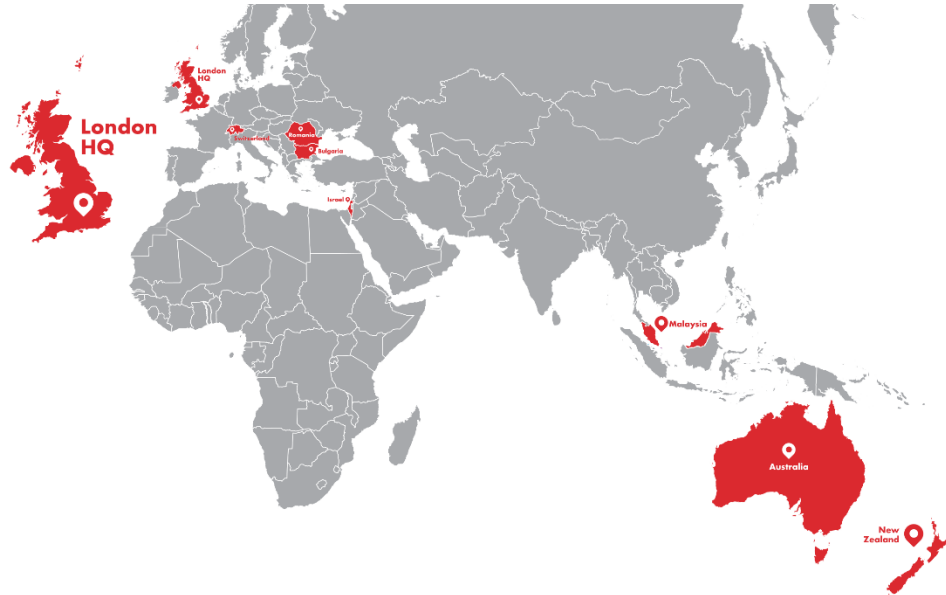 London
HQ
London
HQ
Switzerland
Romania
Bulgaria
Israel
Malaysia
Australia
New
Zealand